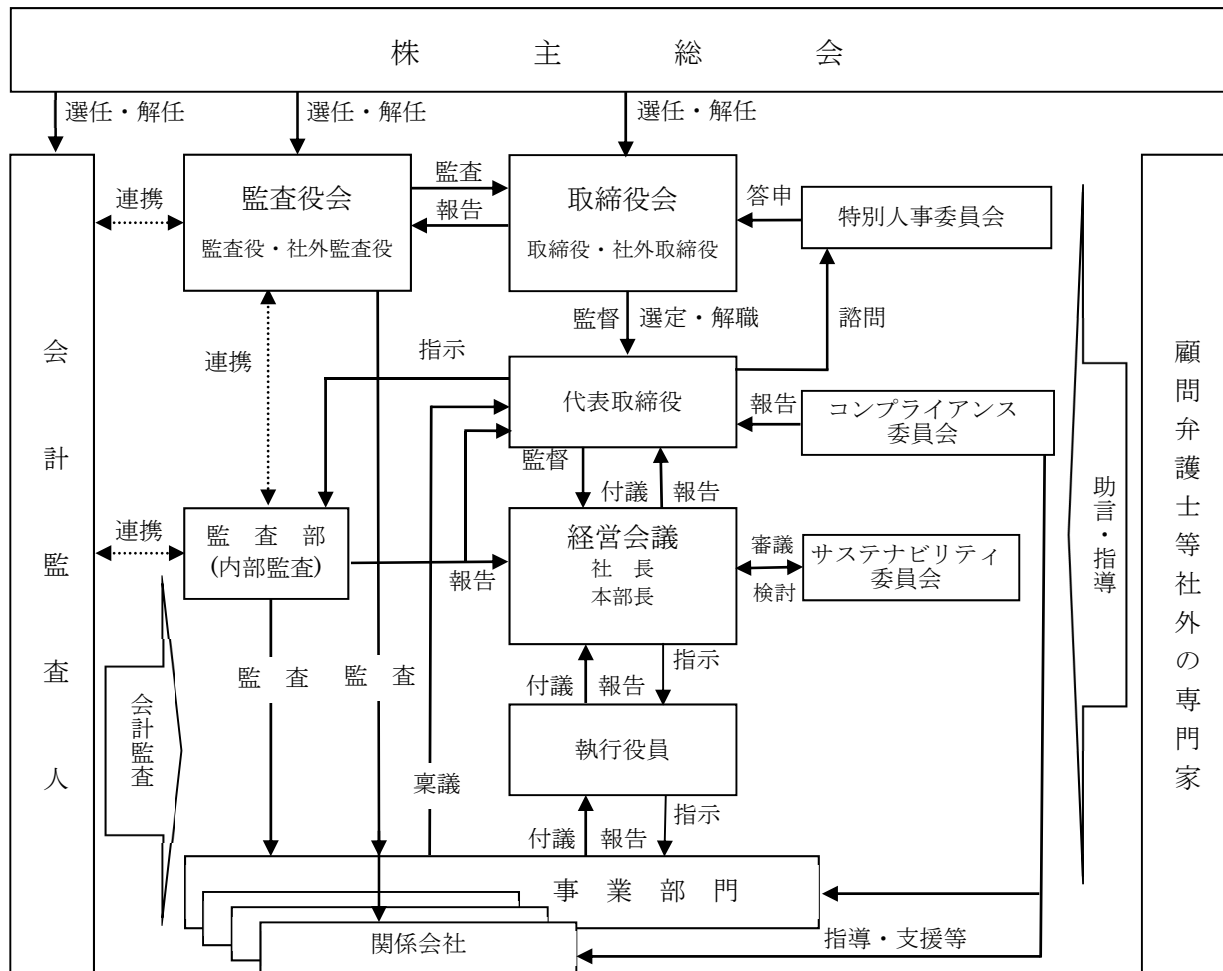 株主総会
選任・解任
選任・解任
選任・解任
連携
監査役会
監査役・社外監査役
監査
報告
取締役会
取締役・社外取締役
答申
特別人事委員会
監督
選定・解職
諮問
指示
連携
代表取締役
報告
コンプライアンス
委員会
監督
付議
報告
連携
監査部
(内部監査)
報告
経営会議
社長
本部長
審議
検討
サステナビリティ
委員会
監査
監査
付議
報告
指示
執行役員
稟議
付議
報告
指示
事業部門
関係会社
指導・支援等
会計監査人
会計監査
助言・指導
顧問弁護士等社外の専門家